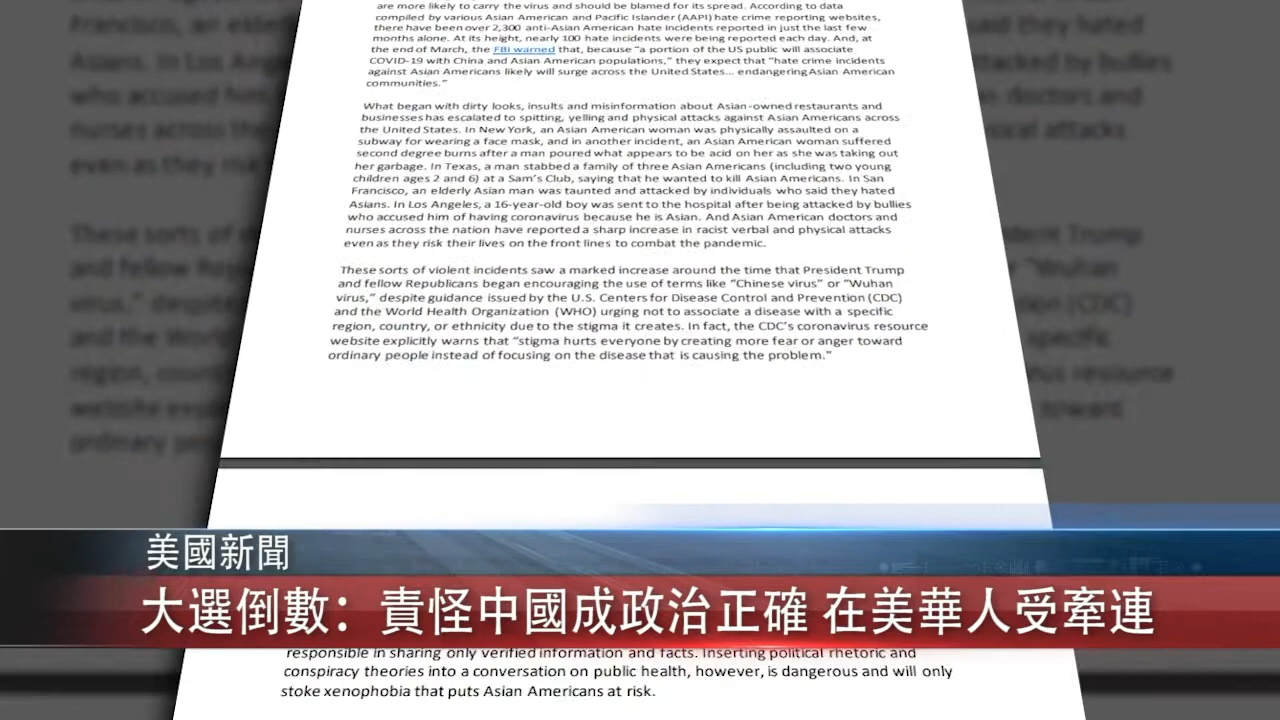 are more likely to carry the virus and should be blamed for its spread. According to data
compiled by various Asian American and Pacific Islander (AAPI) hate crime reporting websites,
there have been over 2,300 anti-Asian American hate incidents reported in just the last few
months alone. At its height, nearly 100 hate incidents were being reported each day. And, at
the end of March, the FBI warned that, because “a portion of the US public will associate
COVID-19 with China and Asian American populations,” they expect that “hate crime incidents
against Asian Americans likely will surge across the United States… endangering Asian American
communities.”
What began with dirty looks, insults and misinformation about Asian-owned restaurants and
businesses has escalated to spitting, yelling and physical attacks against Asian Americans across
the United States. In New York, an Asian American woman was physically assaulted on a
subway for wearing a face mask, and in another incident, an Asian American woman suffered
second degree burns after a man poured what appears to be acid on her as she was taking out
her garbage. In Texas, a man stabbed a family of three Asian Americans (including two young
children ages 2 and 6) at a Sam’s Club, saying that he wanted to kill Asian Americans. In San
Francisco, an elderly Asian man was taunted and attacked by individuals who said they hated
Asians. In Los Angeles, a 16-year-old boy was sent to the hospital after being attacked by bullies
who accused him of having coronavirus because he is Asian. And Asian American doctors and
nurses across the nation have reported a sharp increase in racist verbal and physical attacks
even as they risk their lives on the front lines to combat the pandemic.
These sorts of violent incidents saw a marked increase around the time that President Trump
and fellow Republicans began encouraging the use of terms like “Chinese virus” or “Wuhan
virus,” despite guidance issued by the U.S. Centers for Disease Control and Prevention (CDC)
and the World Health Organization (WHO) urging not to associate a disease with a specific
region, country, or ethnicity due to the stigma it creates. In fact, the CDC’s coronavirus resource
website explicitly warns that “stigma hurts everyone by creating more fear or anger toward
ordinary people instead of focusing on the disease that is causing the problem.”
美國新聞
大選倒數：責怪中國成政治正確 在美華人受牽連
responsible in sharing only verified information and facts. Inserting political rhetoric and
conspiracy theories into a conversation on public health, however, is dangerous and will only
stoke xenophobia that puts Asian Americans at risk.